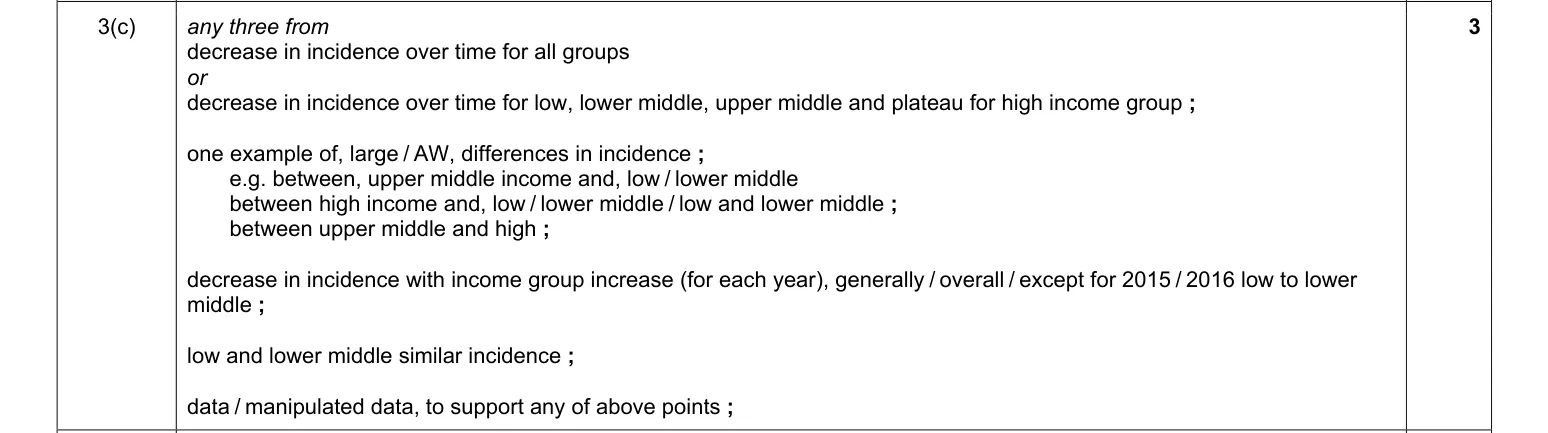 3(c) any three from 3
decrease in incidence over time for all groups
or
decrease in incidence over time for low, lower middle, upper middle and plateau for high income group ;
one example of, large / AW, differences in incidence ;
e.g. between, upper middle income and, low / lower middle
between high income and, low / lower middle / low and lower middle ;
between upper middle and high ;
decrease in incidence with income group increase (for each year), generally / overall / except for 2015 / 2016 low to lower
middle ;
low and lower middle similar incidence ;
data / manipulated data, to support any of above points ;